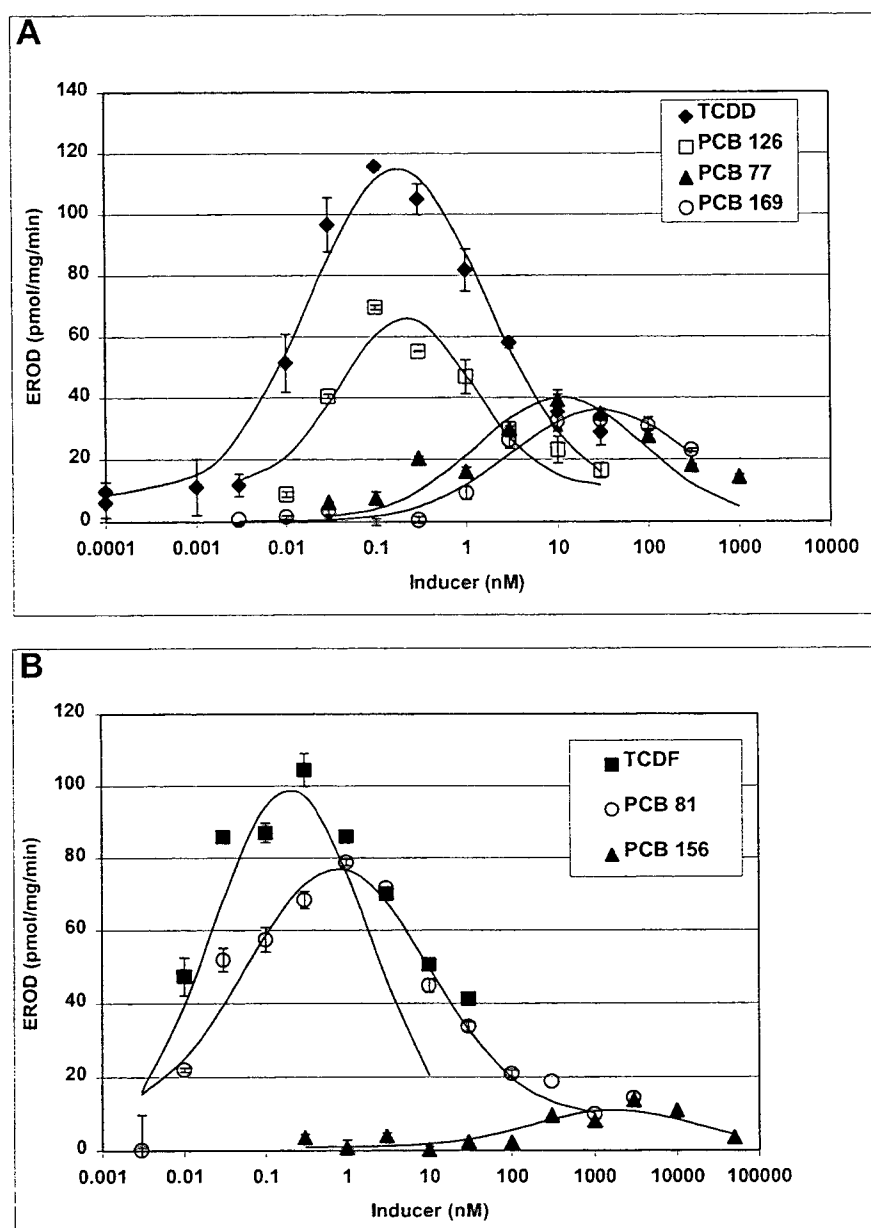 A
140
120
100
80
60
40
20
0
EROD (pmol/mg/min)
TCDD
PCB 126
PCB 77
PCB 169
0.0001 0.001 0.01 0.1 1 10 100 1000 10000
Inducer (nM)
B
120
100
80
60
40
20
0
EROD (pmol/mg/min)
TCDF
PCB 81
PCB 156
0.001 0.01 0.1 1 10 100 1000 10000 100000
Inducer (nM)